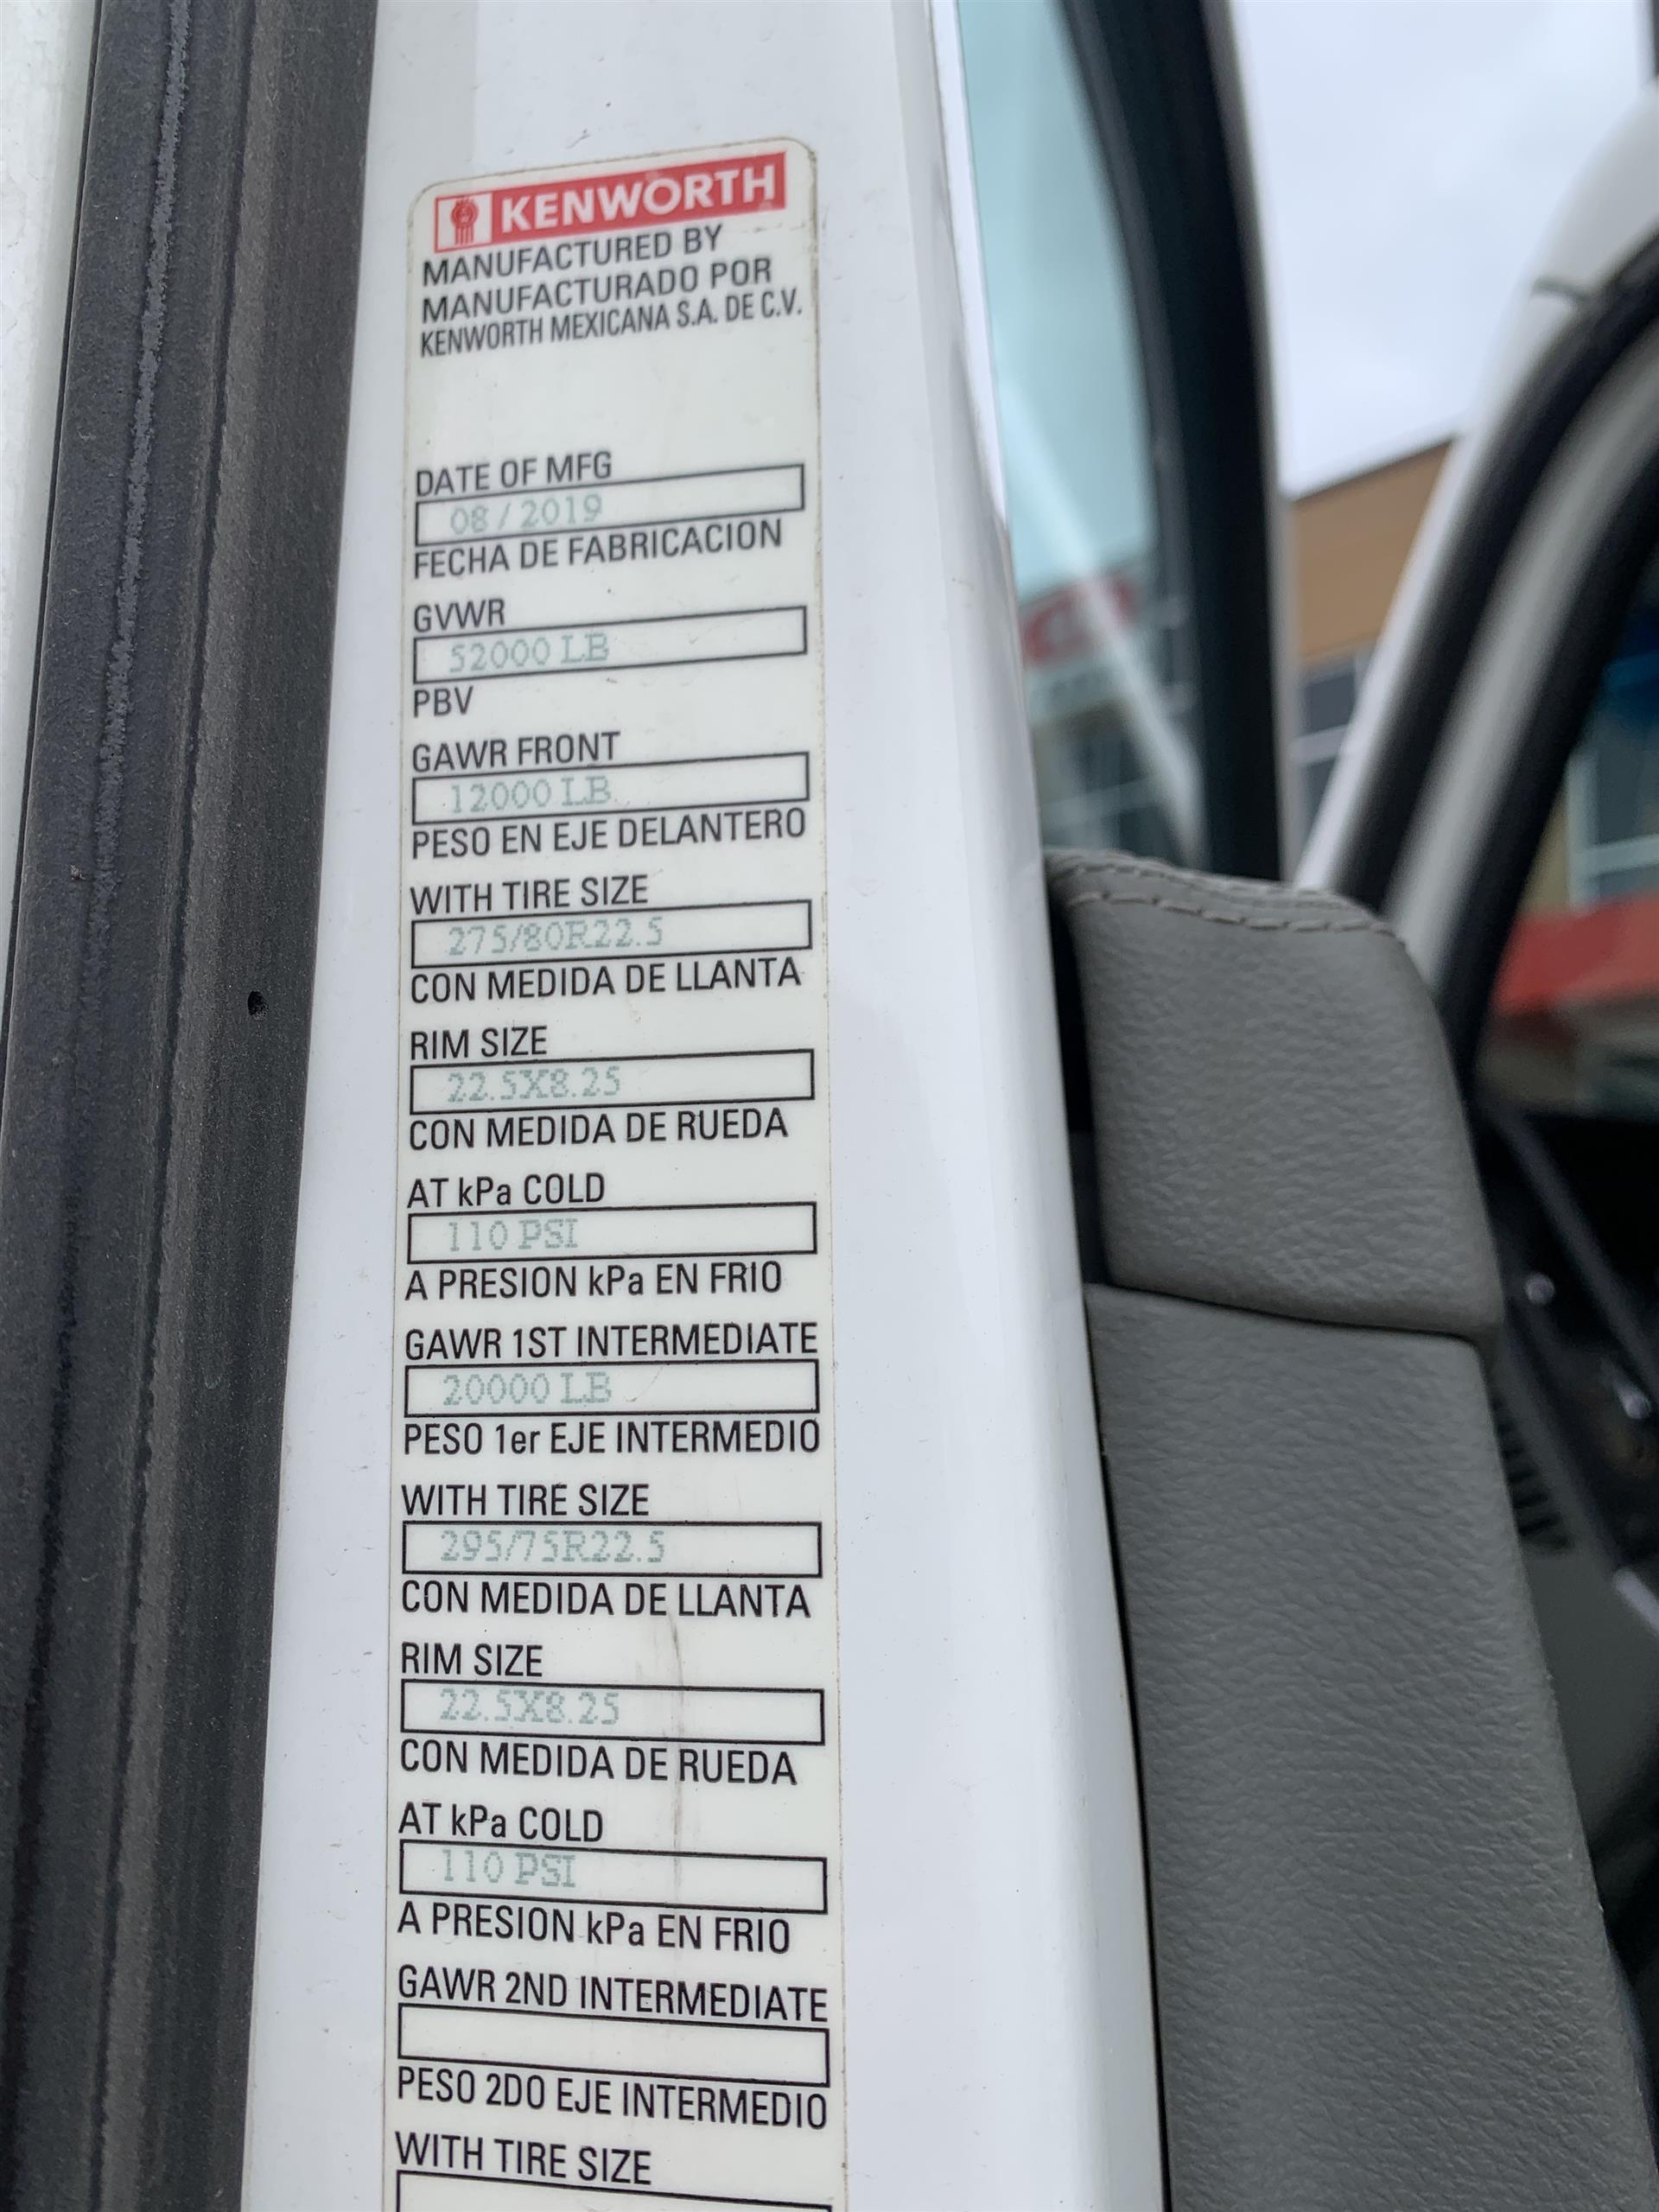 KENWORTH
MANUFACTURED BY
MANUFACTURADO POR
KENWORTH MEXICANA S.A. DE C.V.
DATE OF MFG
08 / 2019
FECHA DE FABRICACION
GVWR
52000 LB
PBV
GAWR FRONT
12000 LB
PESO EN EJE DELANTERO
WITH TIRE SIZE
275/80R22.5
CON MEDIDA DE LLANTA
RIM SIZE
22.5X8.25
CON MEDIDA DE RUEDA
AT kPa COLD
110 PSI
A PRESION kPa EN FRIO
GAWR 1ST INTERMEDIATE
20000 LB
PESO 1er EJE INTERMEDIO
WITH TIRE SIZE
295/75R22.5
CON MEDIDA DE LLANTA
RIM SIZE
22.5X8.25
CON MEDIDA DE RUEDA
AT kPa COLD
110 PSI
A PRESION kPa EN FRIO
GAWR 2ND INTERMEDIATE
PESO 2DO EJE INTERMEDIO
WITH TIRE SIZE